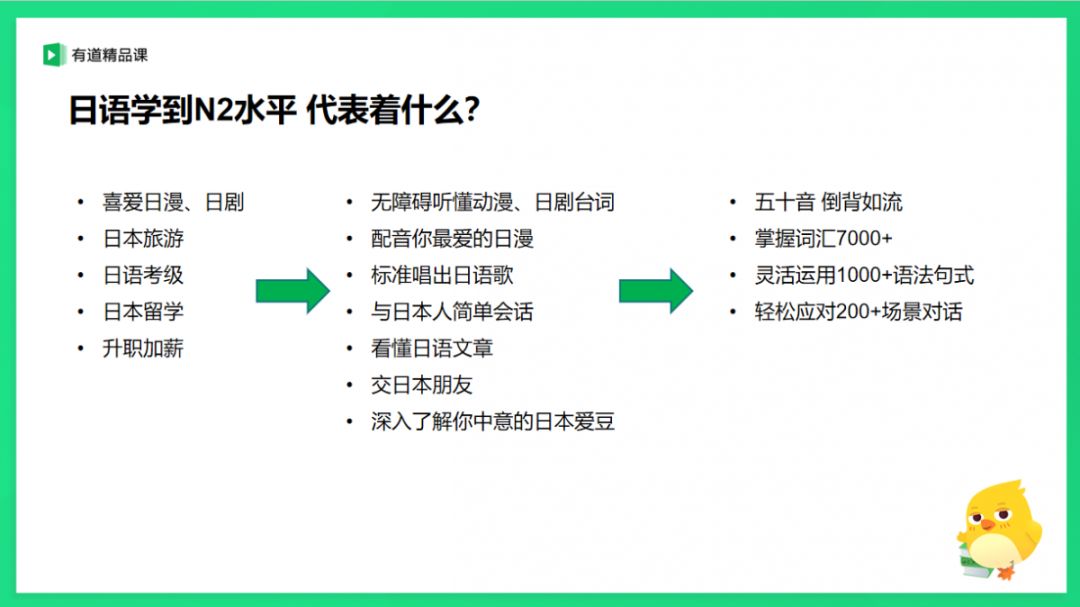 有道精品课
日语学到N2水平 代表着什么?
• 喜爱日漫、日剧
• 日本旅游
• 日语考级
• 日本留学
• 升职加薪
• 无障碍听懂动漫、日剧台词
• 配音你最爱的日漫
• 标准唱出日语歌
• 与日本人简单会话
• 看懂日语文章
• 交日本朋友
• 深入了解你中意的日本爱豆
• 五十音 倒背如流
• 掌握词汇7000+
• 灵活运用1000+语法句式
• 轻松应对200+场景对话